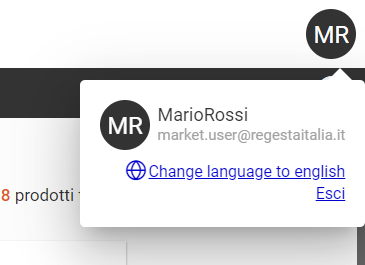 MR
MR
MarioRossi
market.user@regestaitalia.it
Change language to english
8 prodotti
Esci